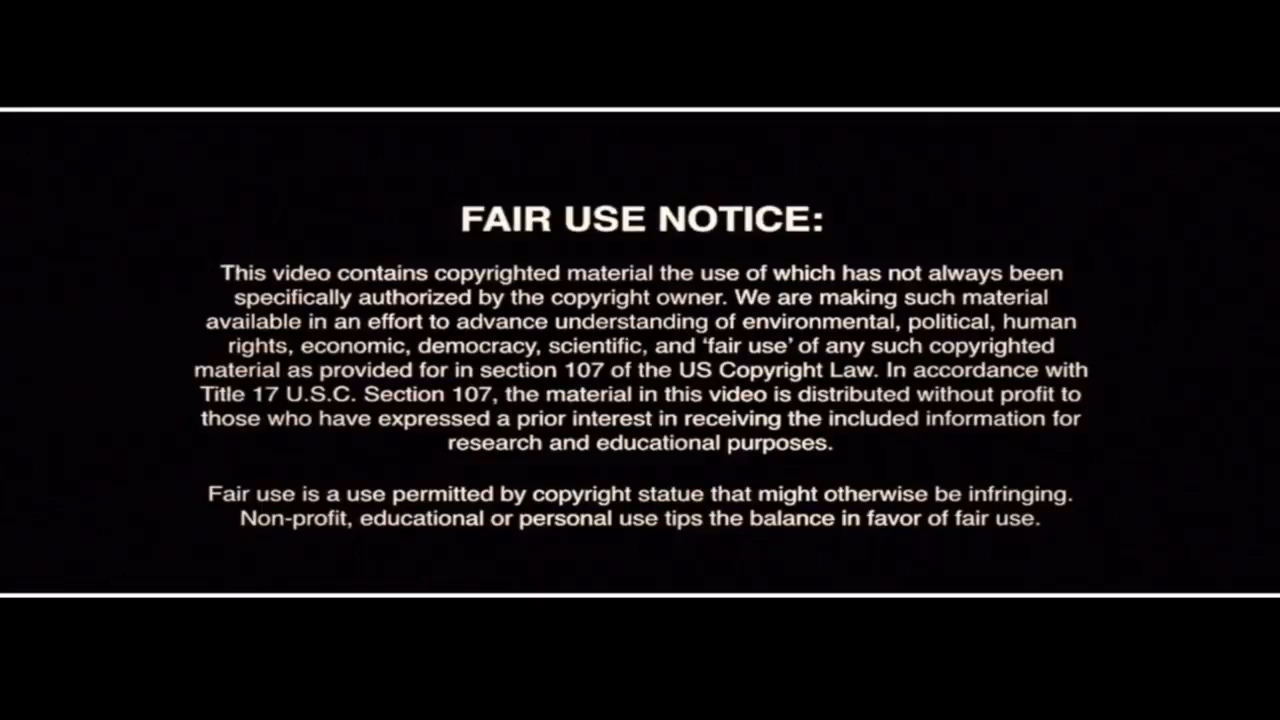 FAIR USE NOTICE:
This video contains copyrighted material the use of which has not always been
specifically authorized by the copyright owner. We are making such material
available in an effort to advance understanding of environmental, political, human
rights, economic, democracy, scientific, and ‘fair use’ of any such copyrighted
material as provided for in section 107 of the US Copyright Law. In accordance with
Title 17 U.S.C. Section 107, the material in this video is distributed without profit to
those who have expressed a prior interest in receiving the included information for
research and educational purposes.
Fair use is a use permitted by copyright statue that might otherwise be infringing.
Non-profit, educational or personal use tips the balance in favor of fair use.